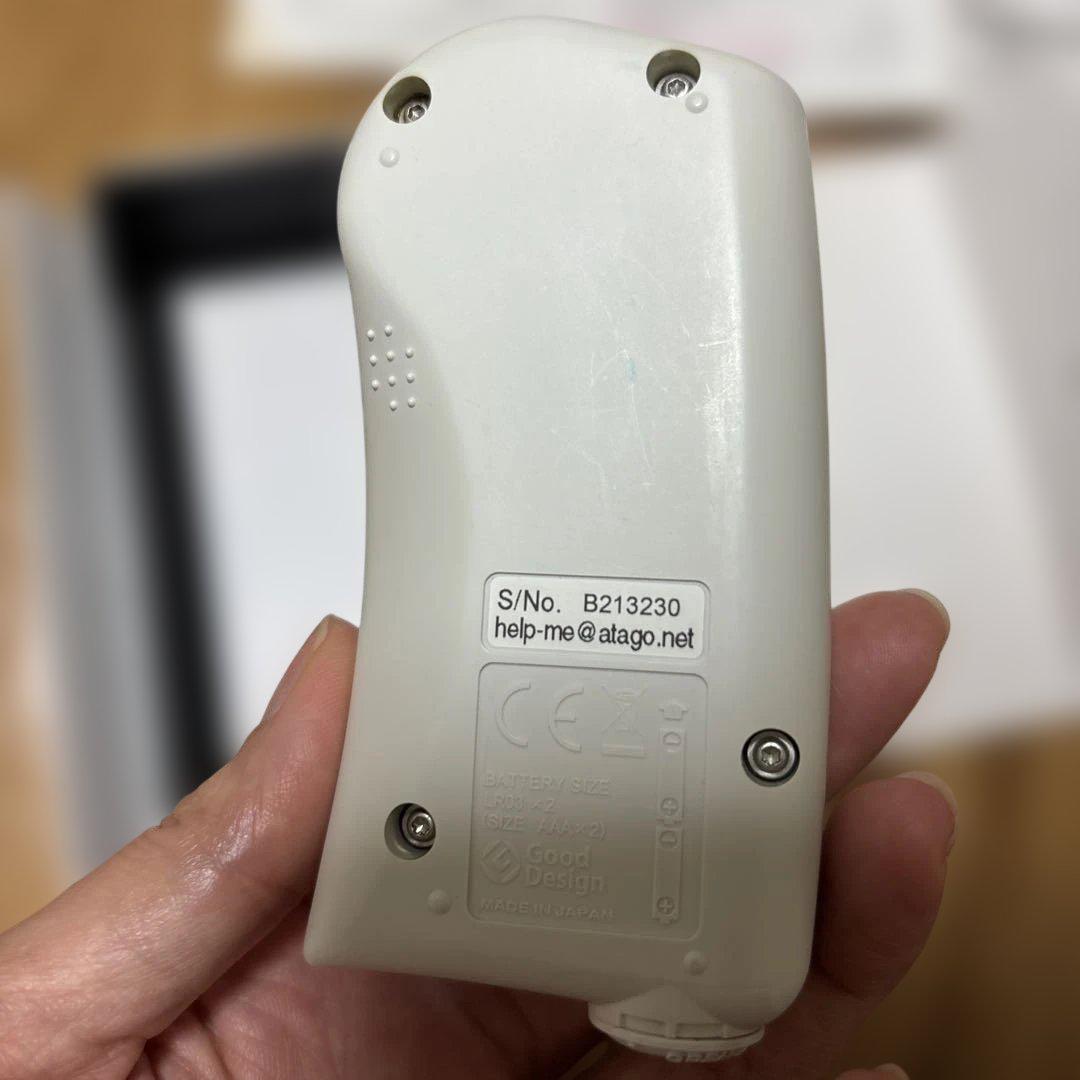 S/No. B213230
help-me@atago.net
CE
BATTERY SIZE
LR03 ×2
(SIZE AAA×2)
Good
Design
MADE IN JAPAN